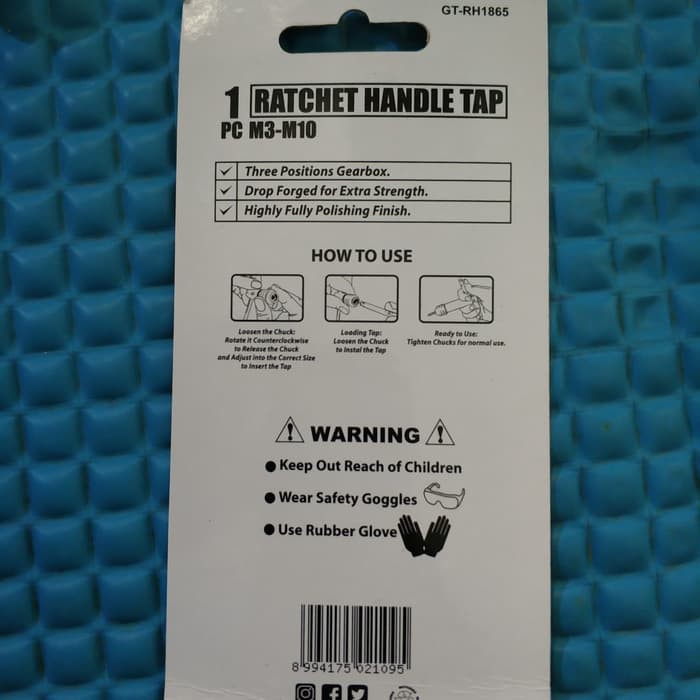 GT-RH1865
1 RATCHET HANDLE TAP
PC M3-M10
Three Positions Gearbox.
Drop Forged for Extra Strength.
Highly Fully Polishing Finish.
HOW TO USE
Loosen the Chuck:
Rotate it Counterclockwise
to Release the Chuck
and Adjust into the Correct Size
to Insert the Tap
Loading Tap:
Loosen the Chuck
to Instal the Tap
Ready to Use:
Tighten Chucks for normal use.
WARNING
Keep Out Reach of Children
Wear Safety Goggles
Use Rubber Glove
8 994175 021095